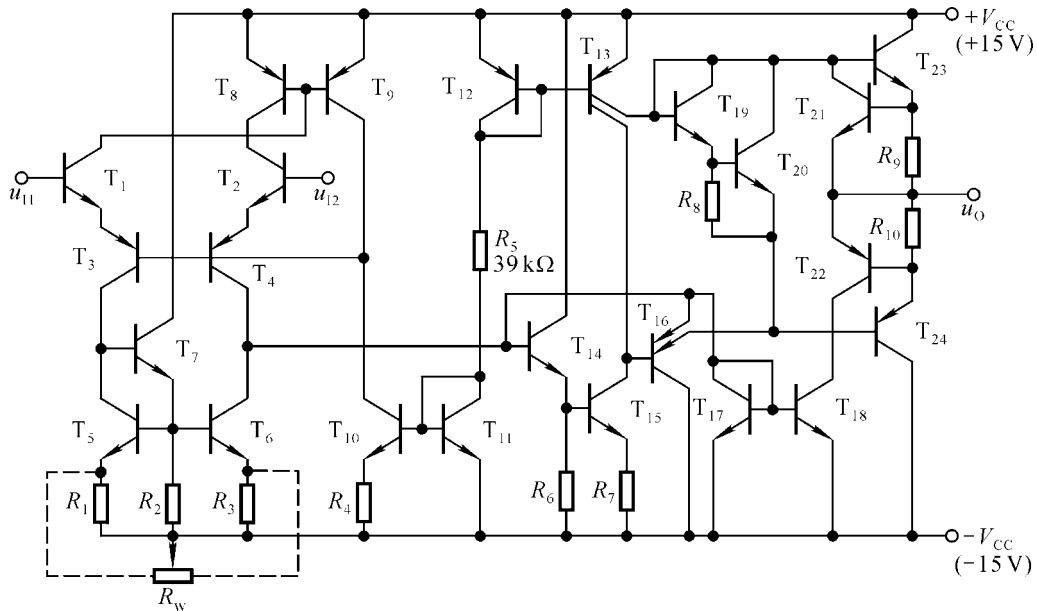 +V_CC
(+15 V)
T_13
T_8
T_9
T_12
T_23
T_19
T_21
T_1
T_2
T_20
R_9
u_I1
u_I2
R_8
u_O
R_10
T_3
T_4
R_5
39 kΩ
T_22
T_16
T_7
T_14
T_24
T_5
T_6
T_10
T_11
T_15
T_17
T_18
R_1
R_2
R_3
R_4
R_6
R_7
−V_CC
(−15 V)
R_W